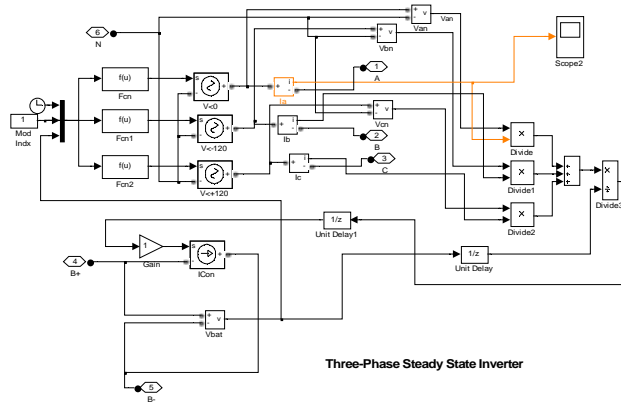 6
N
v
Van
Van
v
Vbn
Scope2
f(u)
Fcn
s
V<0
i
Ia
1
A
1
Mod
Indx
f(u)
Fcn1
s
V<-120
i
Ib
2
B
v
Vcn
Divide
f(u)
Fcn2
s
V<+120
i
Ic
3
C
Divide1
Divide2
Divide3
1/z
Unit Delay1
1
Gain
s
ICon
4
B+
1/z
Unit Delay
v
Vbat
Three-Phase Steady State Inverter
5
B-